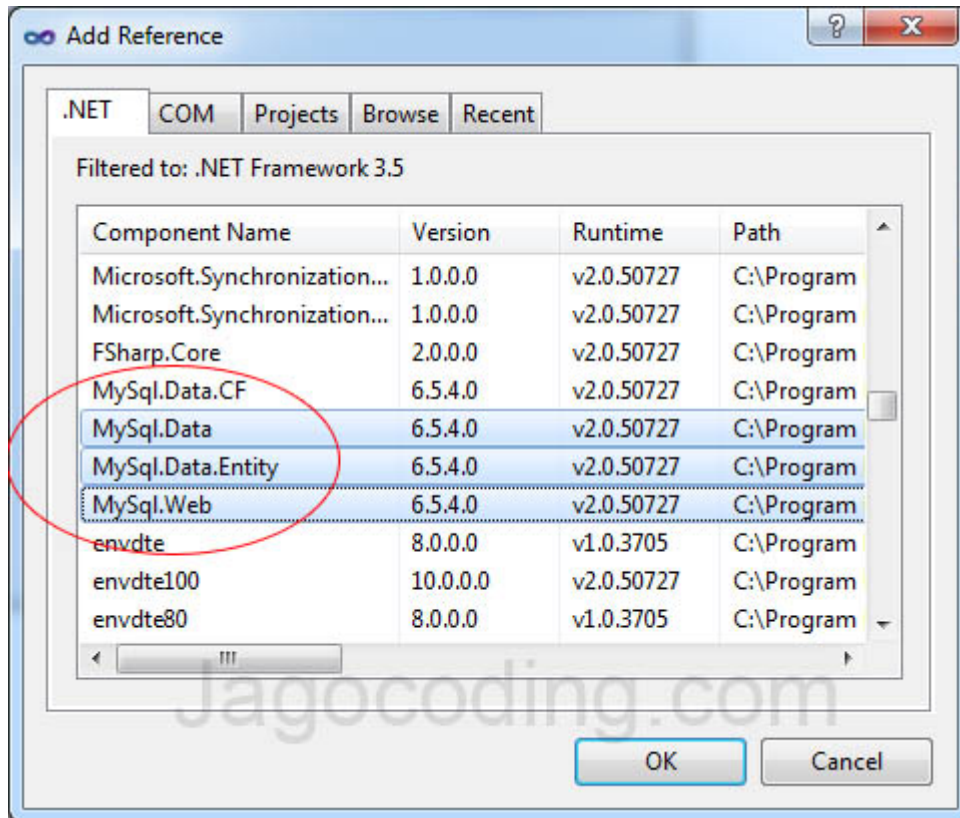 Add Reference
.NET COM Projects Browse Recent
Filtered to: .NET Framework 3.5
Component Name Version Runtime Path
Microsoft.Synchronization... 1.0.0.0 v2.0.50727 C:\Program
Microsoft.Synchronization... 1.0.0.0 v2.0.50727 C:\Program
FSharp.Core 2.0.0.0 v2.0.50727 C:\Program
MySql.Data.CF 6.5.4.0 v2.0.50727 C:\Program
MySql.Data 6.5.4.0 v2.0.50727 C:\Program
MySql.Data.Entity 6.5.4.0 v2.0.50727 C:\Program
MySql.Web 6.5.4.0 v2.0.50727 C:\Program
envdte 8.0.0.0 v1.0.3705 C:\Program
envdte100 10.0.0.0 v2.0.50727 C:\Program
envdte80 8.0.0.0 v1.0.3705 C:\Program
Jagocoding.com
OK Cancel